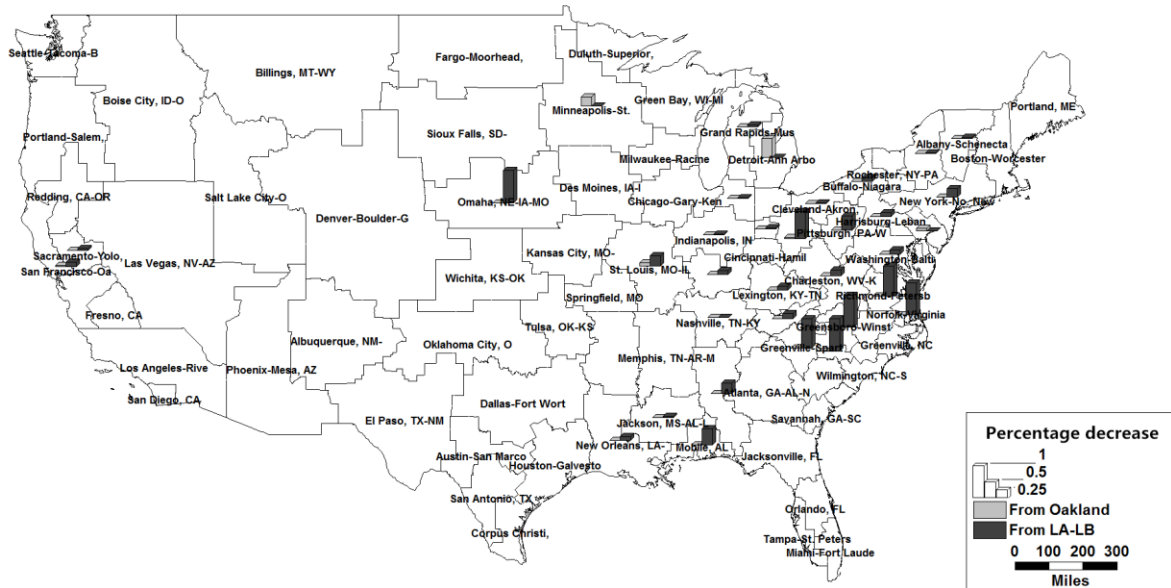 Seattle-Tacoma-B
Billings, MT-WY
Fargo-Moorhead,
Duluth-Superior,
Boise City, ID-O
Minneapolis-St.
Green Bay, WI-MI
Portland, ME
Portland-Salem,
Sioux Falls, SD-
Grand Rapids-Mus
Albany-Schenecta
Milwaukee-Racine
Detroit-Ann Arbo
Boston-Worcester
Rochester, NY-PA
Buffalo-Niagara
Redding, CA-OR
Salt Lake City-O
Omaha, NE-IA-MO
Des Moines, IA-I
Chicago-Gary-Ken
New York-No. New
Denver-Boulder-G
Cleveland-Akron,
Harrisburg-Leban
Pittsburgh, PA-W
Indianapolis, IN
Sacramento-Yolo,
San Francisco-Oa
Las Vegas, NV-AZ
Kansas City, MO-
Cincinnati-Hamil
Washington-Balti
St. Louis, MO-IL
Wichita, KS-OK
Charleston, WV-K
Lexington, KY-TN
Richmond-Petersb
Springfield, MO
Fresno, CA
Norfolk-Virginia
Nashville, TN-KY
Greensboro-Winst
Tulsa, OK-KS
Albuquerque, NM-
Oklahoma City, O
Greenville-Spart
Greenville, NC
Memphis, TN-AR-M
Los Angeles-Rive
Phoenix-Mesa, AZ
Wilmington, NC-S
San Diego, CA
Dallas-Fort Wort
Atlanta, GA-AL-N
El Paso, TX-NM
Jackson, MS-AL-L
Savannah, GA-SC
New Orleans, LA-
Mobile, AL
Austin-San Marco
Houston-Galvesto
Jacksonville, FL
San Antonio, TX
Orlando, FL
Corpus Christi,
Tampa-St. Peters
Miami-Fort Laude
Percentage decrease
1
0.5
0.25
From Oakland
From LA-LB
0 100 200 300
Miles